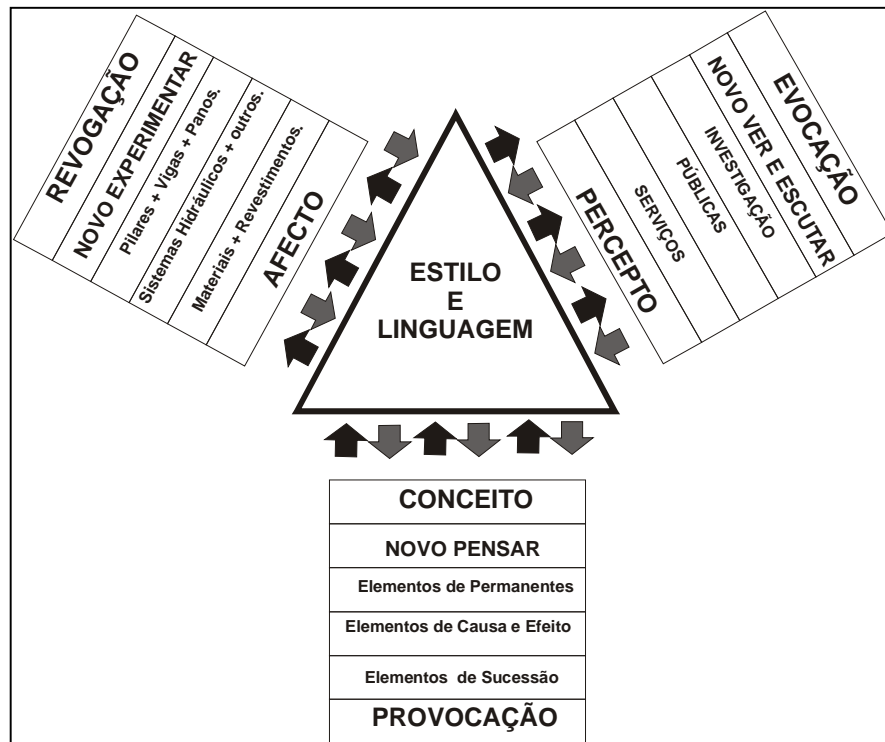 REVOGAÇÃO
NOVO EXPERIMENTAR
Pilares + Vigas + Panos.
Sistemas Hidráulicos + outros.
Materiais + Revestimentos.
AFECTO
EVOCAÇÃO
NOVO VER E ESCUTAR
INVESTIGAÇÃO
PÚBLICAS
SERVIÇOS
PERCEPTO
ESTILO
E
LINGUAGEM
CONCEITO
NOVO PENSAR
Elementos de Permanentes
Elementos de Causa e Efeito
Elementos de Sucessão
PROVOCAÇÃO